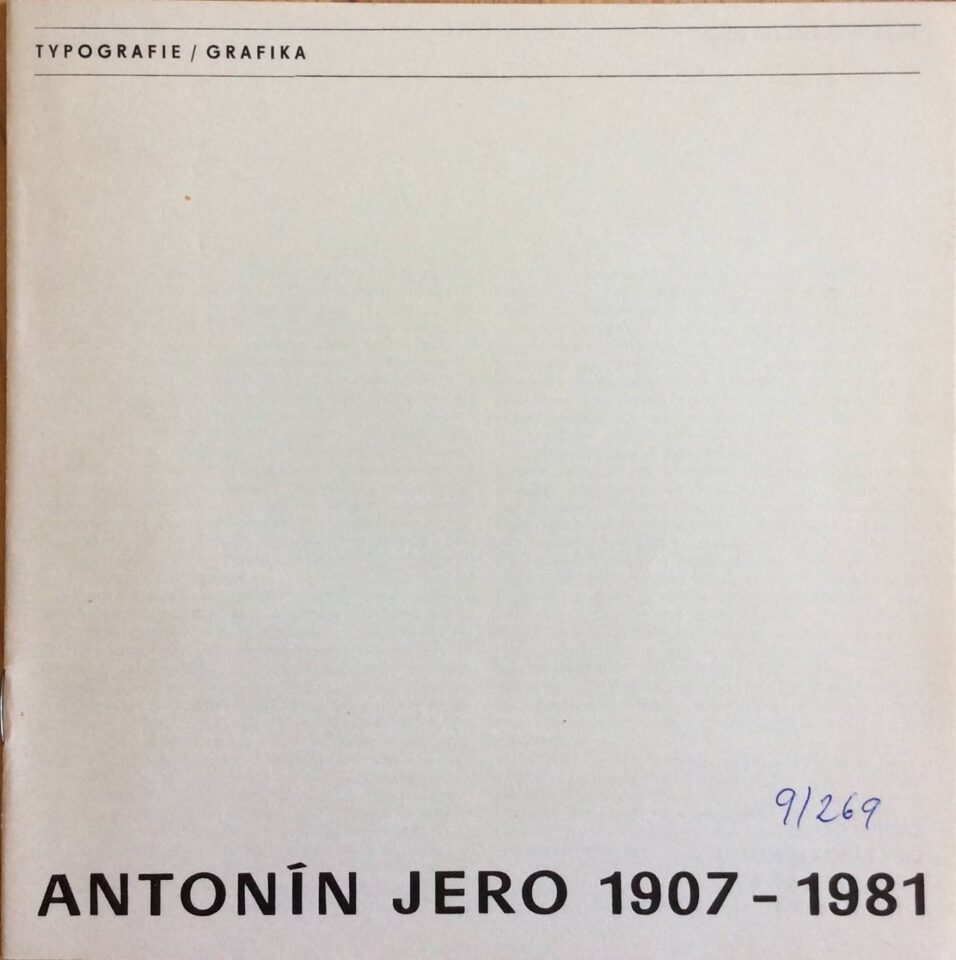 TYPOGRAFIE / GRAFIKA
9/269
ANTONÍN JERO 1907 – 1981